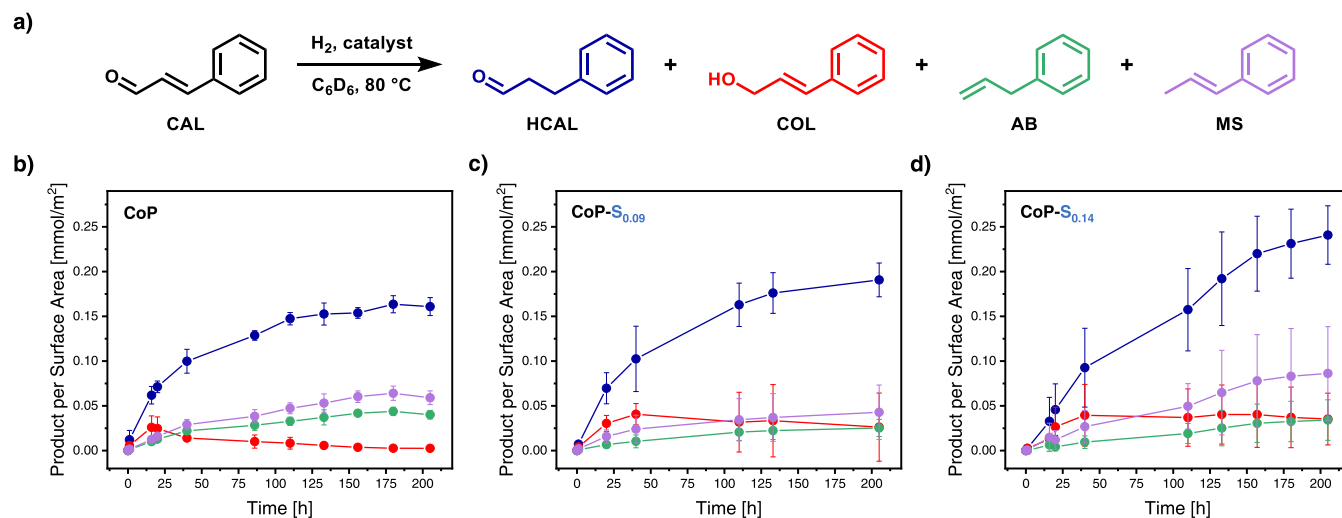 a)
H2, catalyst
C6D6, 80 °C
O
CAL
O
HCAL
+
HO
COL
+
AB
+
MS
b)
Product per Surface Area [mmol/m²]
CoP
0.25
0.20
0.15
0.10
0.05
0.00
0 25 50 75 100 125 150 175 200
Time [h]
c)
Product per Surface Area [mmol/m²]
CoP-S0.09
0.25
0.20
0.15
0.10
0.05
0.00
0 25 50 75 100 125 150 175 200
Time [h]
d)
Product per Surface Area [mmol/m²]
CoP-S0.14
0.25
0.20
0.15
0.10
0.05
0.00
0 25 50 75 100 125 150 175 200
Time [h]